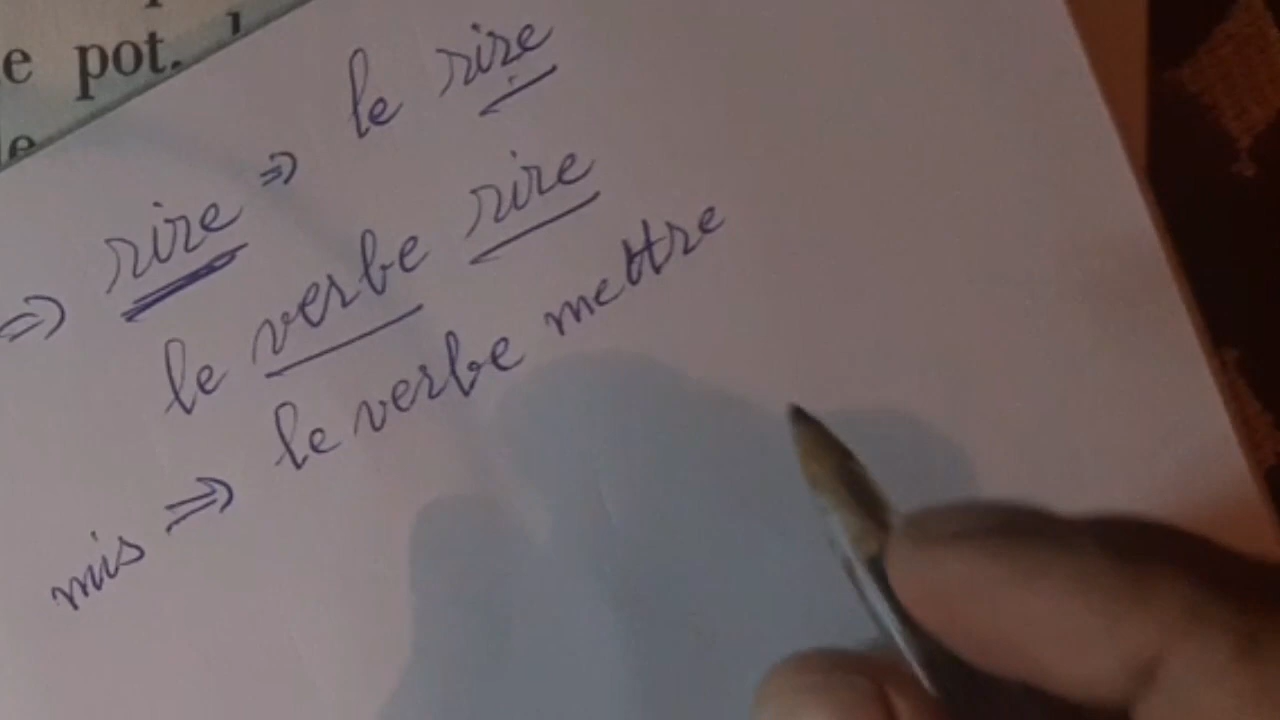 e pot.
⇒ rire ⇒ le rire
le verbe rire
mis ⇒ le verbe mettre